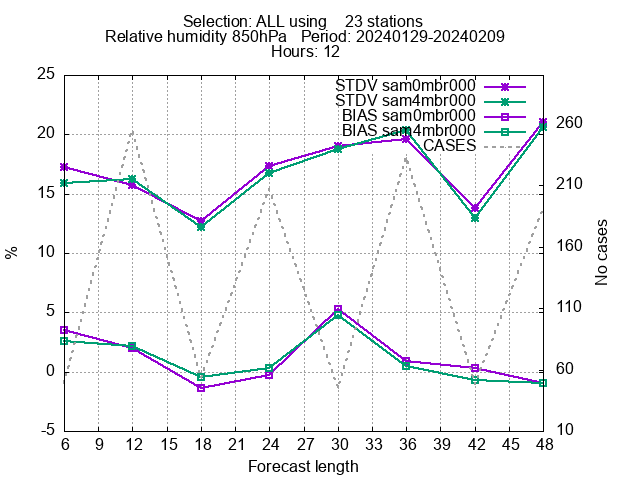 Selection: ALL using    23 stations
Relative humidity 850hPa   Period: 20240129-20240209
Hours: 12
STDV sam0mbr000
STDV sam4mbr000
BIAS sam0mbr000
BIAS sam4mbr000
CASES
25
20
15
10
5
0
-5
%
260
210
160
110
60
10
No cases
6 9 12 15 18 21 24 27 30 33 36 39 42 45 48
Forecast length